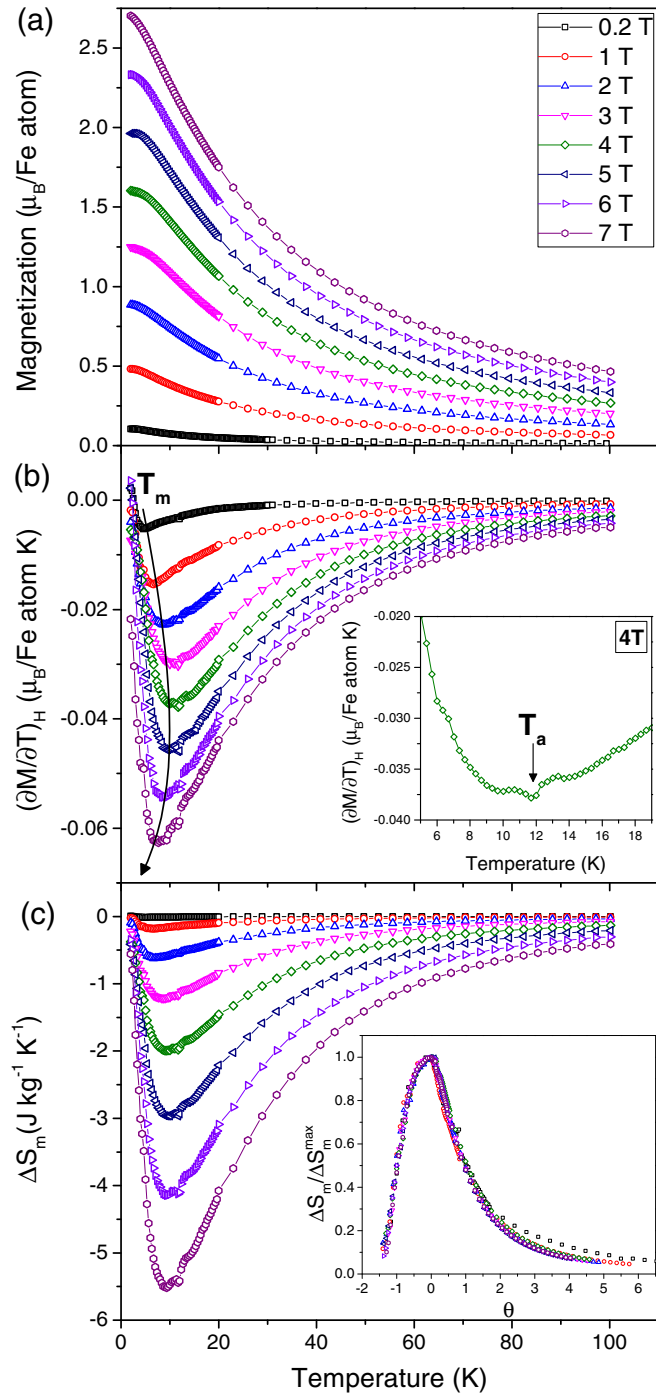 (a)
2.5
2.0
1.5
1.0
0.5
0.0
Magnetization (μB/Fe atom)
0.2 T
1 T
2 T
3 T
4 T
5 T
6 T
7 T
(b)
Tm
0.00
-0.02
-0.04
-0.06
(∂M/∂T)H (μB/Fe atom K)
4T
-0.020
-0.025
-0.030
-0.035
-0.040
(∂M/∂T)H (μB/Fe atom K)
Ta
6 8 10 12 14 16 18
Temperature (K)
(c)
0
-1
-2
-3
-4
-5
-6
ΔSm (J kg-1 K-1)
1.0
0.8
0.6
0.4
0.2
0.0
ΔSm/ΔSm max
-2 -1 0 1 2 3 4 5 6
θ
0 20 40 60 80 100
Temperature (K)